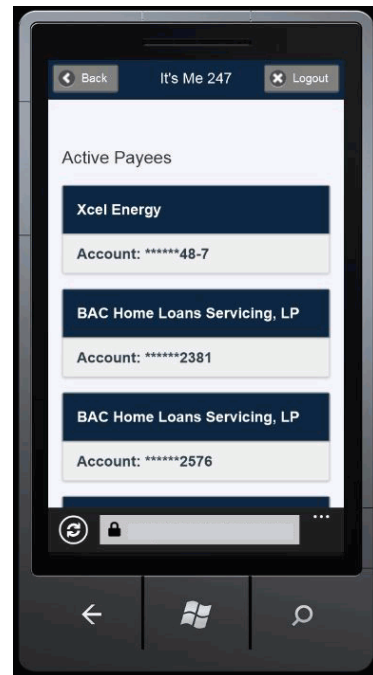 Back It's Me 247 Logout
Active Payees
Xcel Energy
Account: ******48-7
BAC Home Loans Servicing, LP
Account: ******2381
BAC Home Loans Servicing, LP
Account: ******2576
...